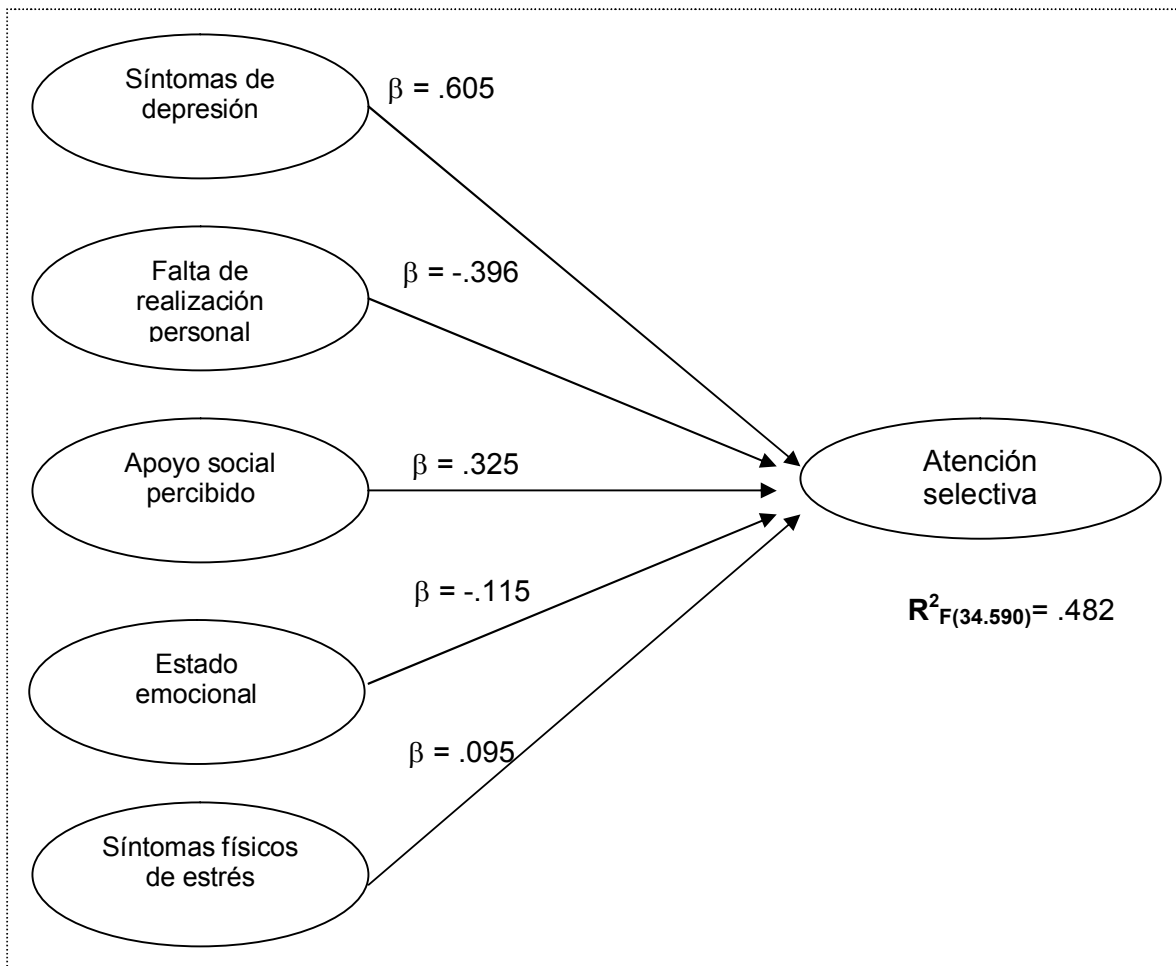 Síntomas de
depresión
β = .605
Falta de
realización
personal
β = -.396
Apoyo social
percibido
β = .325
Atención
selectiva
Estado
emocional
β = -.115
R²F(34.590)= .482
Síntomas físicos
de estrés
β = .095